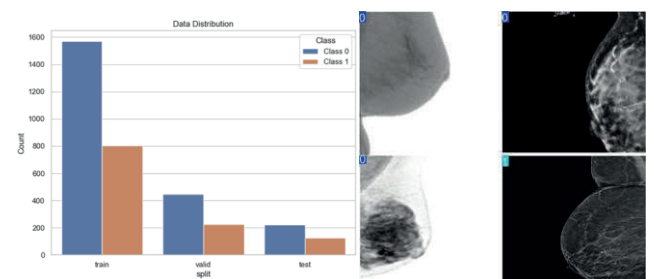 Data Distribution
Class
Class 0
Class 1
1600
1400
1200
1000
800
600
400
200
0
Count
train
valid
test
split
0
0
0
1